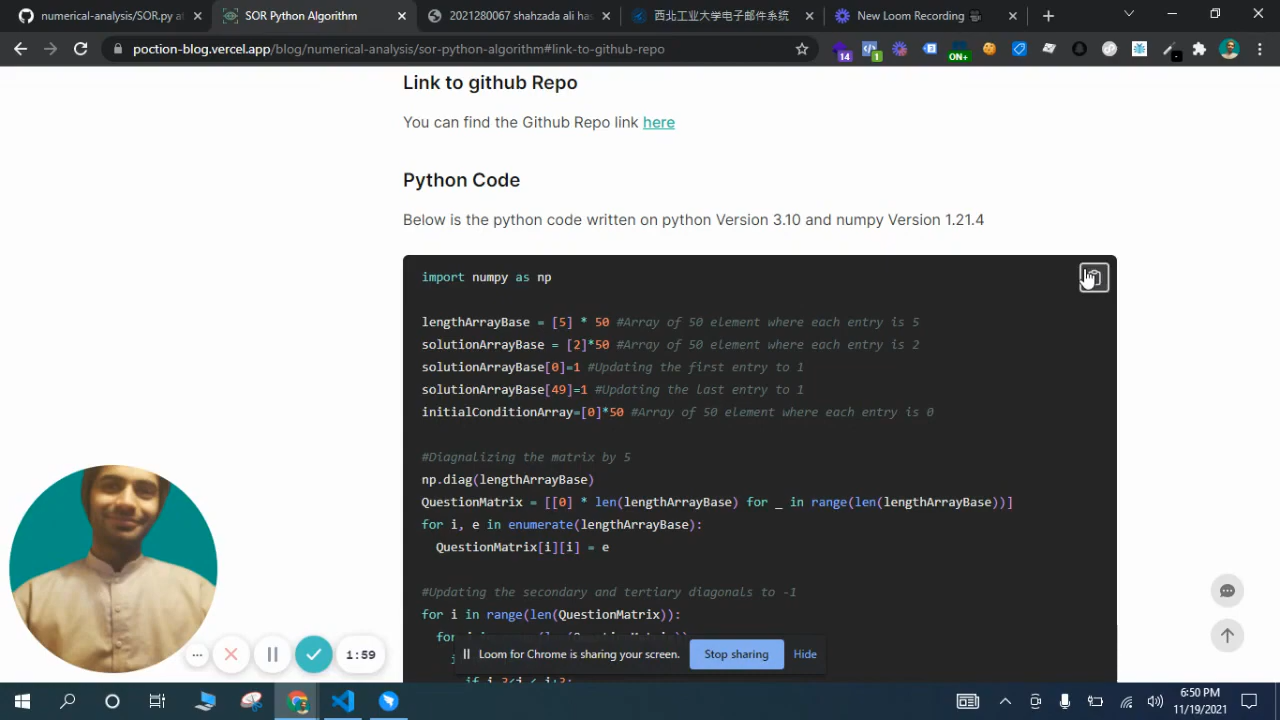 numerical-analysis/SOR.py a
SOR Python Algorithm
2021280067 shahzada ali has
西北工业大学电子邮件系统
New Loom Recording
poction-blog.vercel.app/blog/numerical-analysis/sor-python-algorithm#link-to-github-repo
14
1
ON+
Link to github Repo
You can find the Github Repo link here
Python Code
Below is the python code written on python Version 3.10 and numpy Version 1.21.4
import numpy as np
lengthArrayBase = [5] * 50 #Array of 50 element where each entry is 5
solutionArrayBase = [2]*50 #Array of 50 element where each entry is 2
solutionArrayBase[0]=1 #Updating the first entry to 1
solutionArrayBase[49]=1 #Updating the last entry to 1
initialConditionArray=[0]*50 #Array of 50 element where each entry is 0
#Diagnalizing the matrix by 5
np.diag(lengthArrayBase)
QuestionMatrix = [[0] * len(lengthArrayBase) for _ in range(len(lengthArrayBase))]
for i, e in enumerate(lengthArrayBase):
QuestionMatrix[i][i] = e
#Updating the secondary and tertiary diagonals to -1
for i in range(len(QuestionMatrix)):
for
Loom for Chrome is sharing your screen.
Stop sharing
Hide
1:59
6:50 PM
11/19/2021